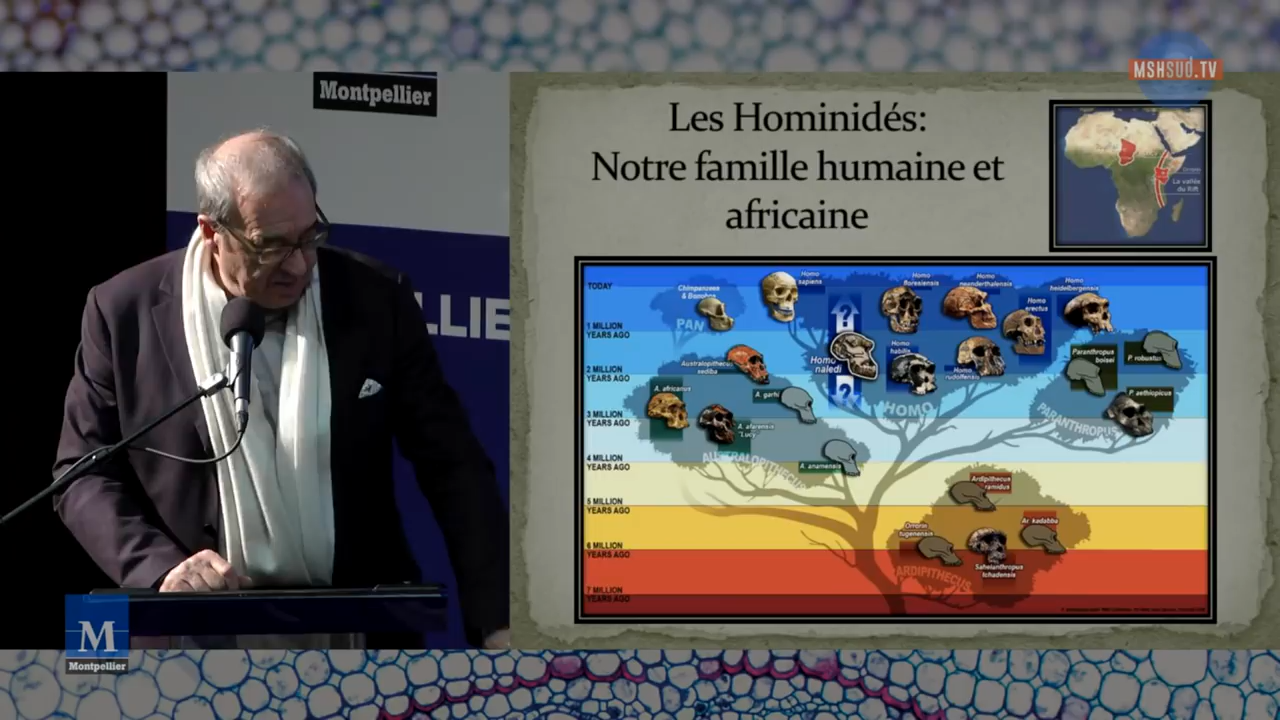 MSHSUD.TV
Montpellier
LLIE
Les Hominidés:
Notre famille humaine et
africaine
La vallée
du Rift
TODAY
1 MILLION
YEARS AGO
2 MILLION
YEARS AGO
3 MILLION
YEARS AGO
4 MILLION
YEARS AGO
5 MILLION
YEARS AGO
6 MILLION
YEARS AGO
7 MILLION
YEARS AGO
Chimpanzees
& Bonobos
PAN
Homo
sapiens
Homo
floresiensis
Homo
neanderthalensis
Homo
heidelbergensis
Homo
erectus
?
Homo
naledi
?
Homo
habilis
Homo
rudolfensis
HOMO
Paranthropus
boisei
P. robustus
P. aethiopicus
PARANTHROPUS
Australopithecus
sediba
A. africanus
A. garhi
A. afarensis
"Lucy"
AUSTRALOPITHECUS
A. anamensis
Ardipithecus
ramidus
Orrorin
tugenensis
Ar. kadabba
Sahelanthropus
tchadensis
ARDIPITHECUS
M
Montpellier